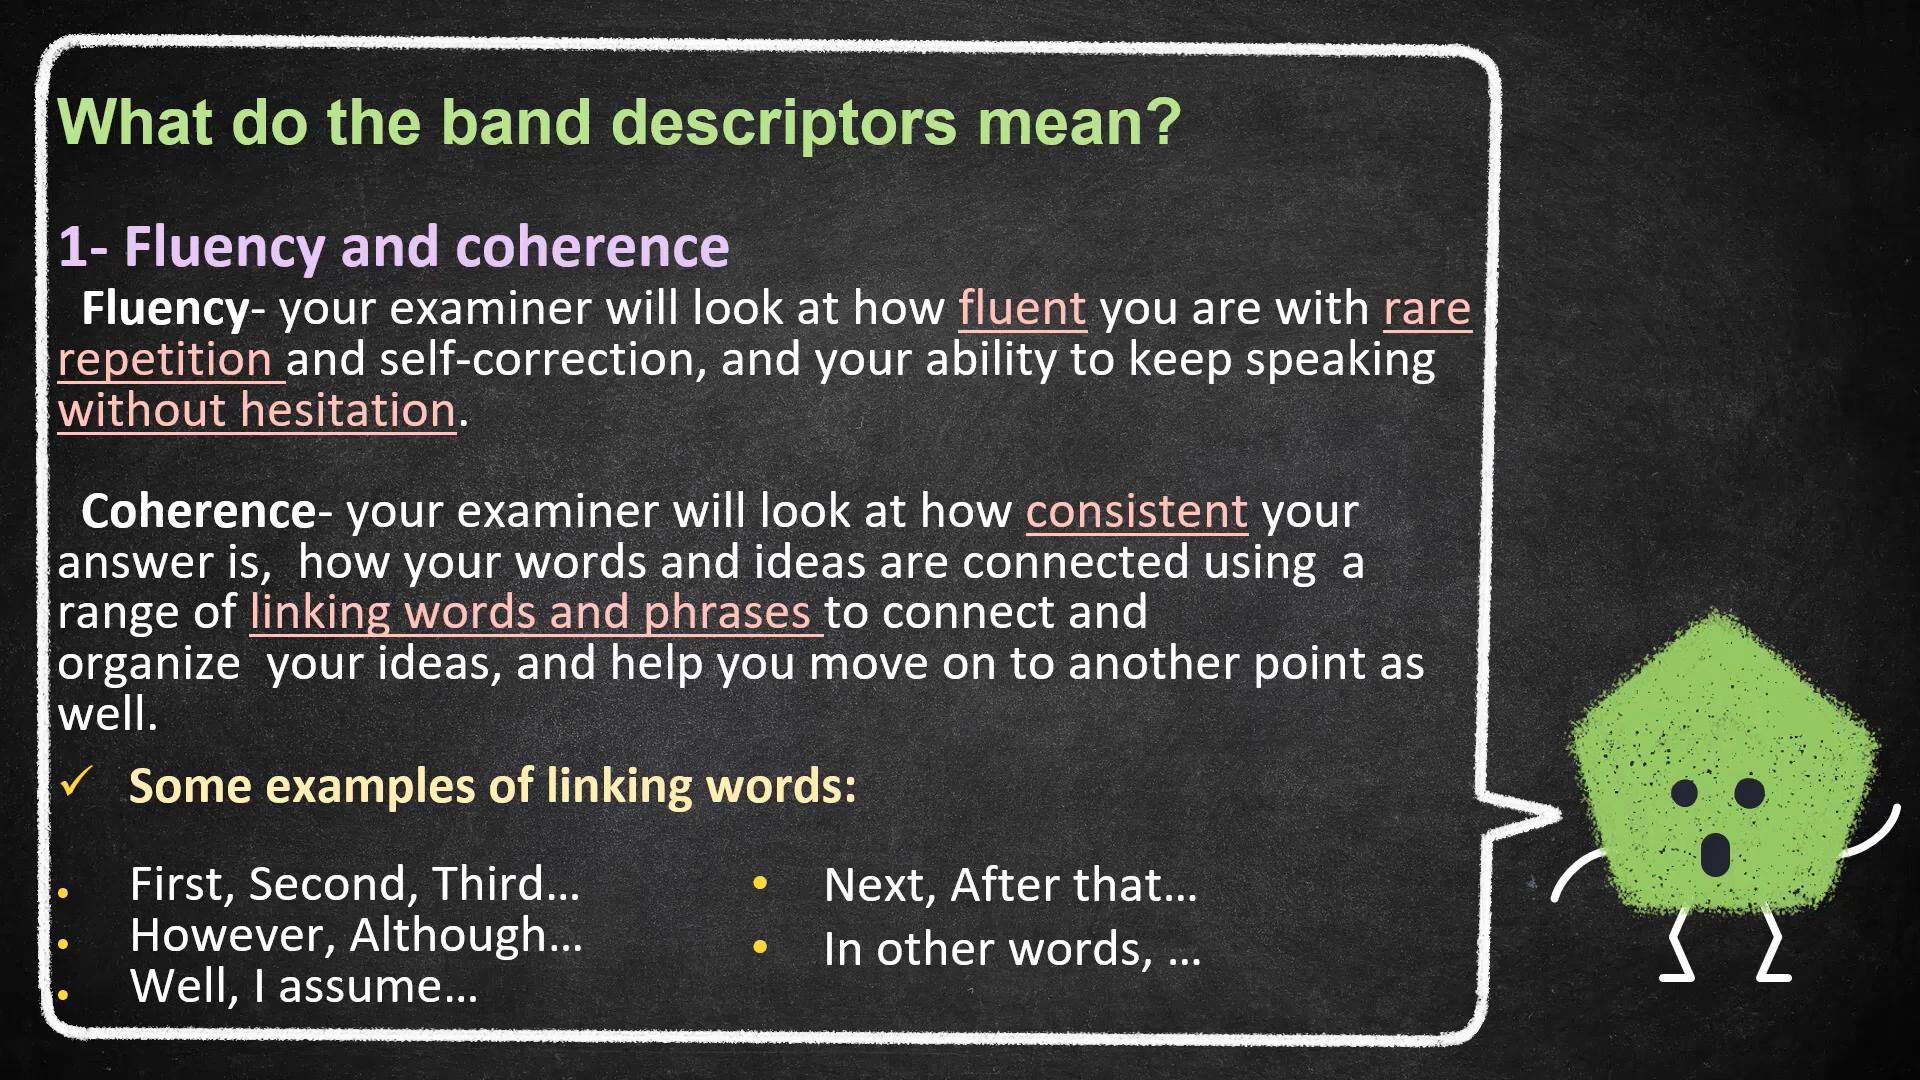 What do the band descriptors mean?
1- Fluency and coherence
Fluency- your examiner will look at how fluent you are with rare
repetition and self-correction, and your ability to keep speaking
without hesitation.
Coherence- your examiner will look at how consistent your
answer is,  how your words and ideas are connected using  a
range of linking words and phrases to connect and
organize  your ideas, and help you move on to another point as
well.
✓ Some examples of linking words:
• First, Second, Third…
• However, Although…
• Well, I assume…
• Next, After that…
• In other words, …